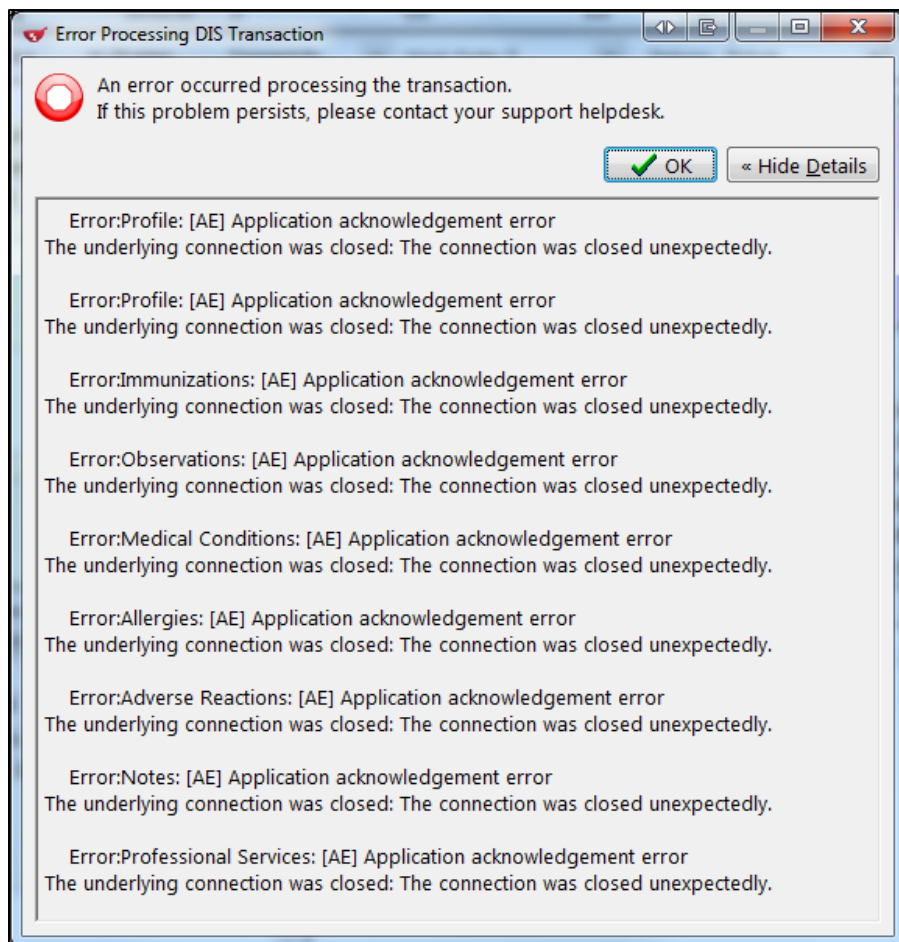 Error Processing DIS Transaction
An error occurred processing the transaction.
If this problem persists, please contact your support helpdesk.
OK
« Hide Details
Error:Profile: [AE] Application acknowledgement error
The underlying connection was closed: The connection was closed unexpectedly.
Error:Profile: [AE] Application acknowledgement error
The underlying connection was closed: The connection was closed unexpectedly.
Error:Immunizations: [AE] Application acknowledgement error
The underlying connection was closed: The connection was closed unexpectedly.
Error:Observations: [AE] Application acknowledgement error
The underlying connection was closed: The connection was closed unexpectedly.
Error:Medical Conditions: [AE] Application acknowledgement error
The underlying connection was closed: The connection was closed unexpectedly.
Error:Allergies: [AE] Application acknowledgement error
The underlying connection was closed: The connection was closed unexpectedly.
Error:Adverse Reactions: [AE] Application acknowledgement error
The underlying connection was closed: The connection was closed unexpectedly.
Error:Notes: [AE] Application acknowledgement error
The underlying connection was closed: The connection was closed unexpectedly.
Error:Professional Services: [AE] Application acknowledgement error
The underlying connection was closed: The connection was closed unexpectedly.